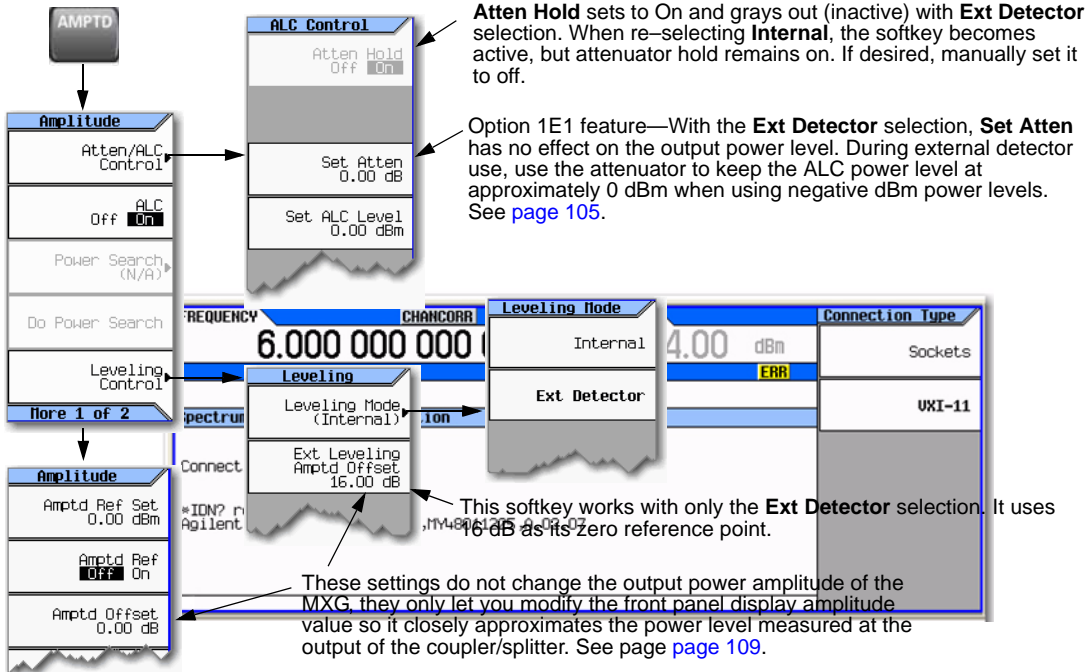 AMPTD
Amplitude
Atten/ALC
Control
ALC
Off On
Power Search
(N/A)
Do Power Search
Leveling
Control
More 1 of 2
Amplitude
Amptd Ref Set
0.00 dBm
Amptd Ref
Off On
Amptd Offset
0.00 dB
ALC Control
Atten Hold
Off On
Set Atten
0.00 dB
Set ALC Level
0.00 dBm
Atten Hold sets to On and grays out (inactive) with Ext Detector
selection. When re–selecting Internal, the softkey becomes
active, but attenuator hold remains on. If desired, manually set it
to off.
Option 1E1 feature—With the Ext Detector selection, Set Atten
has no effect on the output power level. During external detector
use, use the attenuator to keep the ALC power level at
approximately 0 dBm when using negative dBm power levels.
See page 105.
FREQUENCY
CHANCORR
6.000 000 000
4.00 dBm
ERR
Leveling
Leveling Mode
(Internal)
Ext Leveling
Amptd Offset
16.00 dB
Leveling Mode
Internal
Ext Detector
Connection Type
Sockets
VXI-11
Connect
*IDN?
Agilent
This softkey works with only the Ext Detector selection. It uses
16 dB as its zero reference point.
These settings do not change the output power amplitude of the
MXG, they only let you modify the front panel display amplitude
value so it closely approximates the power level measured at the
output of the coupler/splitter. See page page 109.